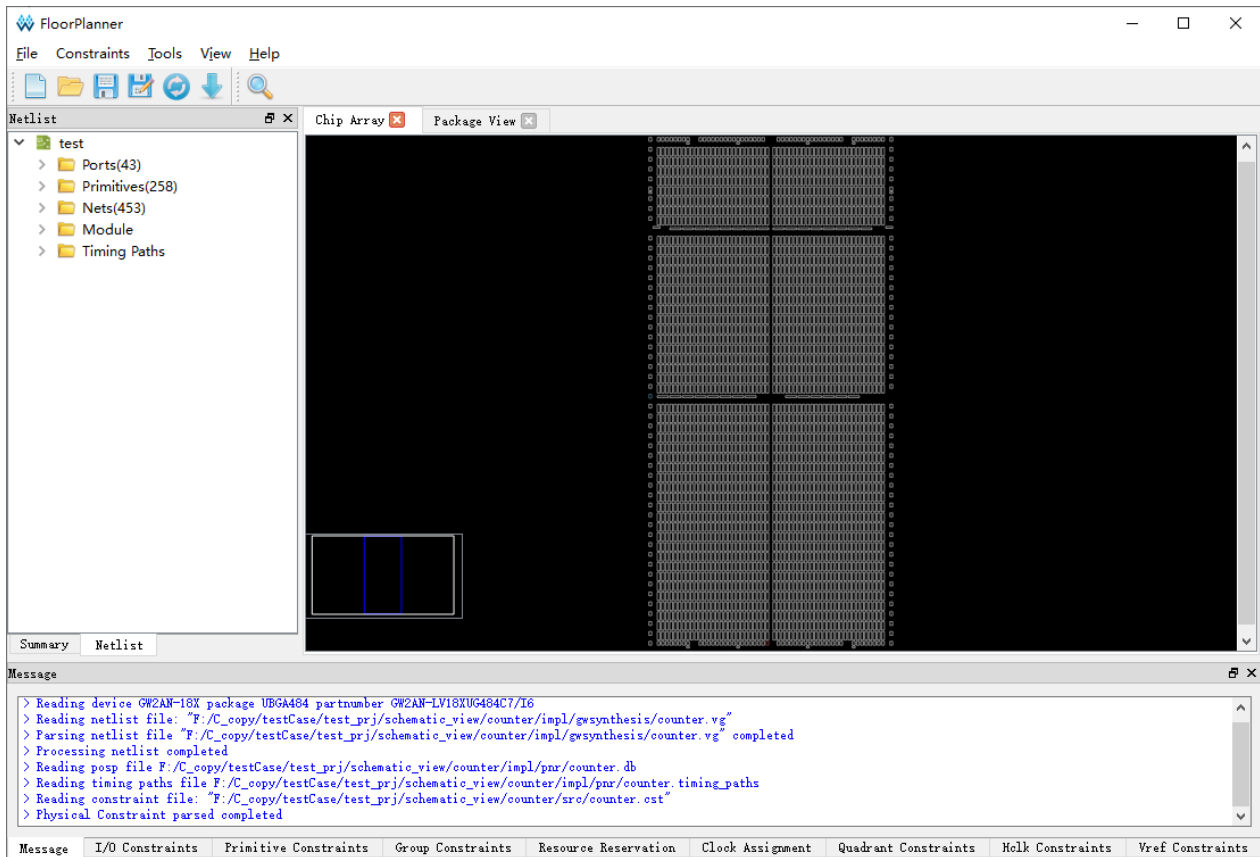 FloorPlanner
File Constraints Tools View Help
Netlist
Chip Array Package View
test
Ports(43)
Primitives(258)
Nets(453)
Module
Timing Paths
Summary Netlist
Message
> Reading device GW2AN-18X package UBGA484 partnumber GW2AN-LV18XUG484C7/I6
> Reading netlist file: "F:/C_copy/testCase/test_prj/schematic_view/counter/impl/gwsynthesis/counter.vg"
> Parsing netlist file "F:/C_copy/testCase/test_prj/schematic_view/counter/impl/gwsynthesis/counter.vg" completed
> Processing netlist completed
> Reading posp file F:/C_copy/testCase/test_prj/schematic_view/counter/impl/pnr/counter.db
> Reading timing paths file F:/C_copy/testCase/test_prj/schematic_view/counter/impl/pnr/counter.timing_paths
> Reading constraint file: "F:/C_copy/testCase/test_prj/schematic_view/counter/src/counter.cst"
> Physical Constraint parsed completed
Message I/O Constraints Primitive Constraints Group Constraints Resource Reservation Clock Assignment Quadrant Constraints Hclk Constraints Vref Constraints